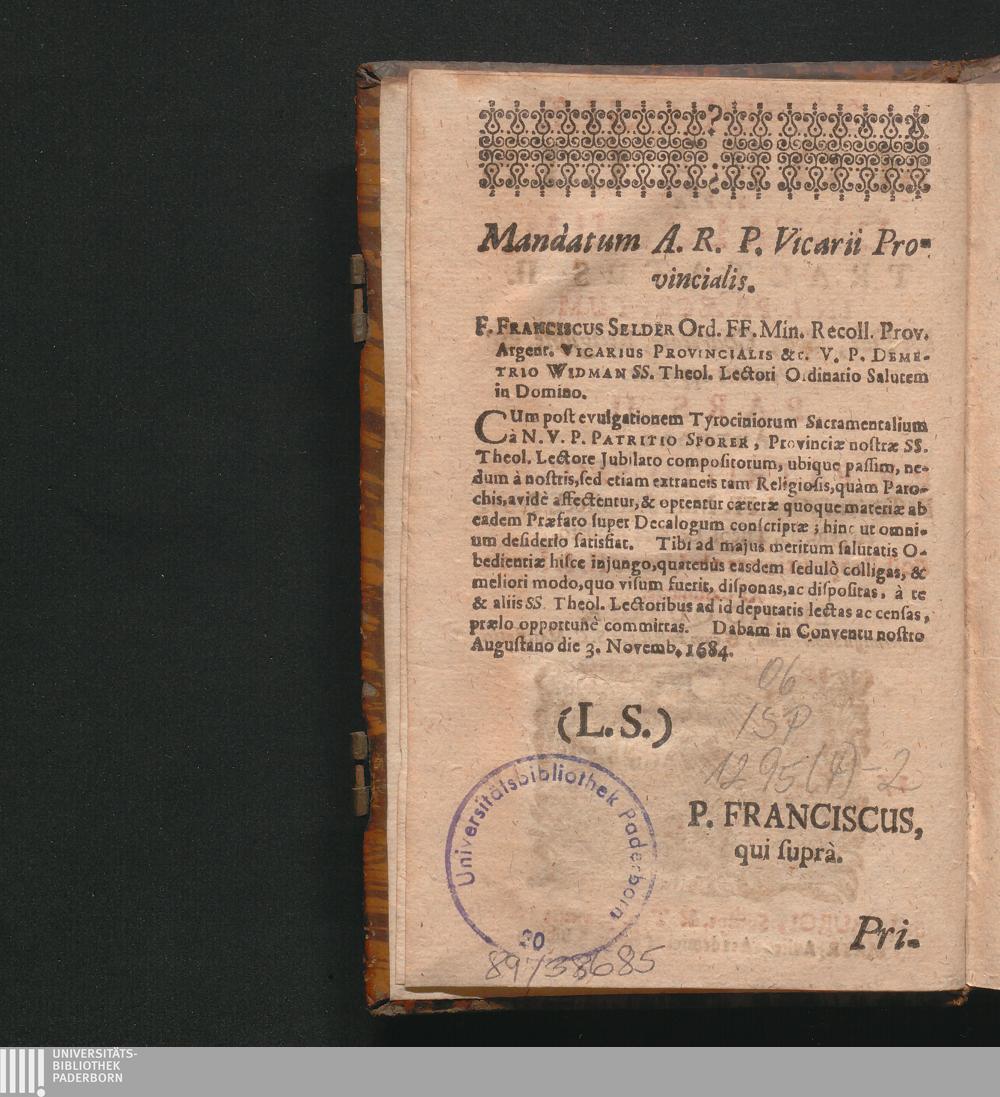 Mandatum A. R. P. Vicarii Pro-
vincialis.
F. FRANCISCUS SELDER Ord. FF. Min. Recoll. Prov.
Argent. VICARIUS PROVINCIALIS &c. V. P. DEME-
TRIO WIDMAN SS. Theol. Lectori Ordinario Salutem
in Domino.
CUm poſt evulgationem Tyrociniorum Sacramentalium
à N. V. P. PATRITIO SPORER, Provinciæ noſtræ SS.
Theol. Lectore Jubilato compoſitorum, ubique paſſim, ne-
dum à noſtris, ſed etiam extraneis tam Religioſis, quàm Paro-
chis, avidè affectentur, & optentur cæteræ quoque materiæ ab
eadem Præfato ſuper Decalogum conſcriptæ; hinc ut omni-
um deſiderio ſatisfiat. Tibi ad majus meritum ſalutatis O-
bedientiæ hiſce injungo, quatenùs easdem ſedulò colligas, &
meliori modo, quo viſum fuerit, diſponas, ac diſpoſitas, à te
& aliis SS. Theol. Lectoribus ad id deputatis lectas ac cenſas,
prælo opportunè committas. Dabam in Conventu noſtro
Auguſtano die 3. Novemb. 1684.
06
(L. S.)
ISP
1295(4)-2
P. FRANCISCUS,
qui ſuprà.
Universitätsbibliothek Paderborn
20
Pri-
89/38685
UNIVERSITÄTS-
BIBLIOTHEK
PADERBORN